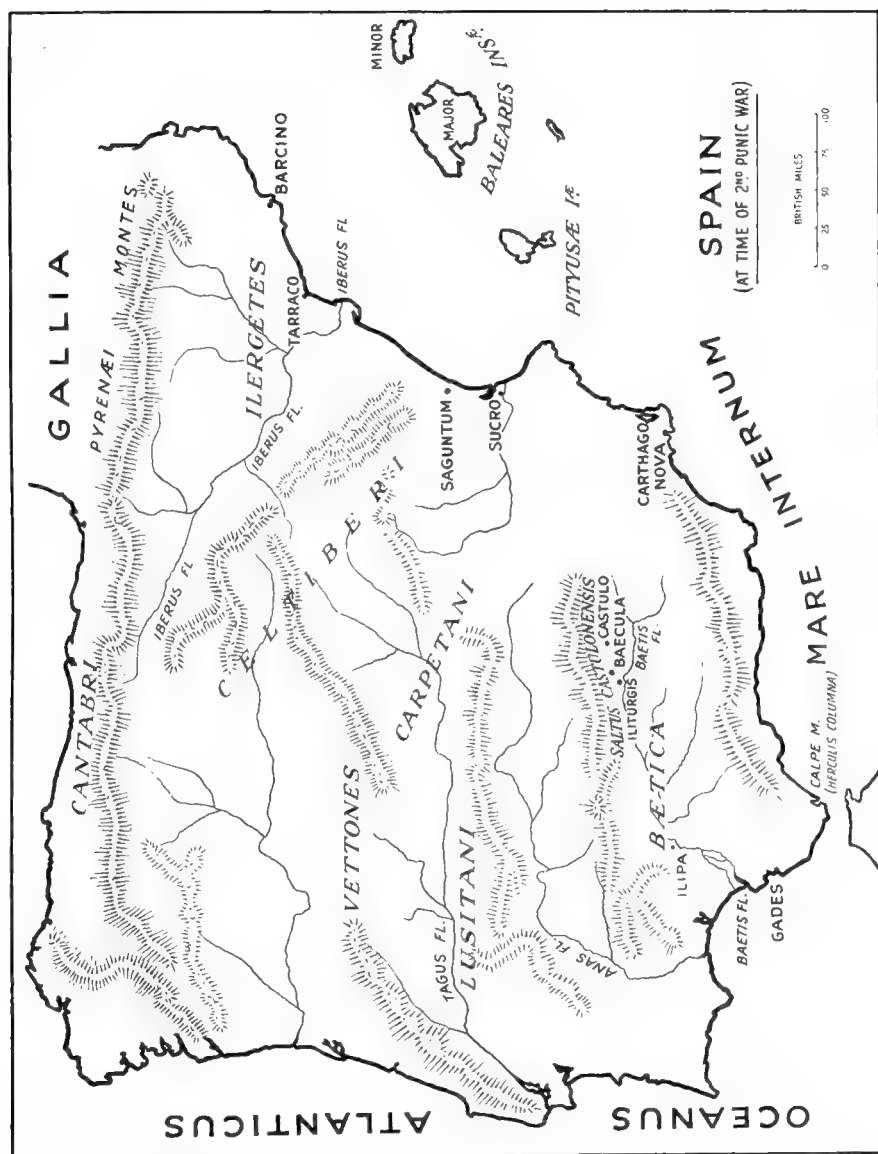 GALLIA
PYRENÆI MONTES
CANTABRI
ILERGETES
BARCINO
TARRACO
IBERUS FL
IBERUS FL.
IBERUS FL
CELTIBERI
MINOR
MAJOR
BALEARES INSÆ.
PITYUSÆ IÆ
SAGUNTUM
SUCRO
VETTONES
CARPETANI
TAGUS FL.
LUSITANI
CARTHAGO
NOVA
SALTUS CASTULONENSIS
CASTULO
BAECULA
ILITURGIS
BAETIS
FL
BÆTICA
ANAS FL
ILIPA
BAETIS FL.
GADES
CALPE M.
(HERCULIS COLUMNA)
MARE INTERNUM
OCEANUS ATLANTICUS
SPAIN
(AT TIME OF 2ND PUNIC WAR)
BRITISH MILES
0 25 50 75 100